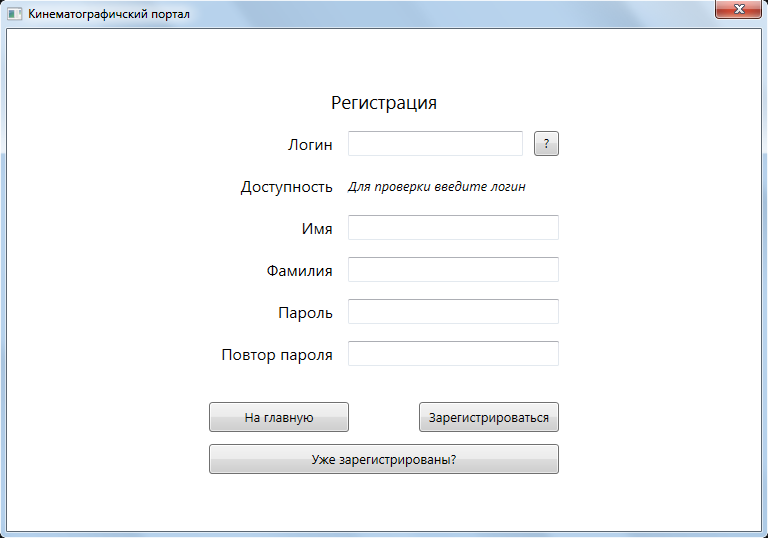 Кинематографичский портал
Регистрация
Логин
?
Доступность Для проверки введите логин
Имя
Фамилия
Пароль
Повтор пароля
На главную Зарегистрироваться
Уже зарегистрированы?